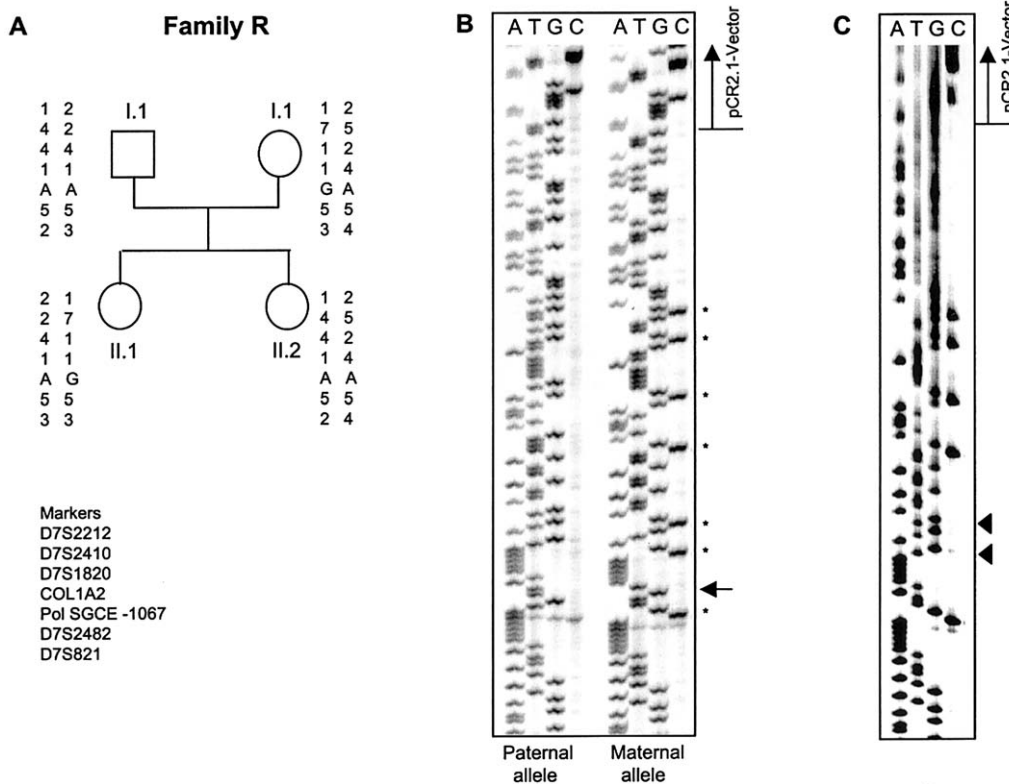 A
Family R
1 2
4 2
4 4
1 1
A A
5 5
2 3
I.1
I.1
1 2
7 5
1 2
1 4
G A
5 5
3 4
2 1
2 7
4 1
1 1
A G
5 5
3 3
II.1
II.2
1 2
4 5
4 2
1 4
A A
5 5
2 4
Markers
D7S2212
D7S2410
D7S1820
COL1A2
Pol SGCE -1067
D7S2482
D7S821
B
A T G C
A T G C
pCR2.1-Vector
*
*
*
*
*
*
*
Paternal
allele
Maternal
allele
C
A T G C
pCR2.1-Vector